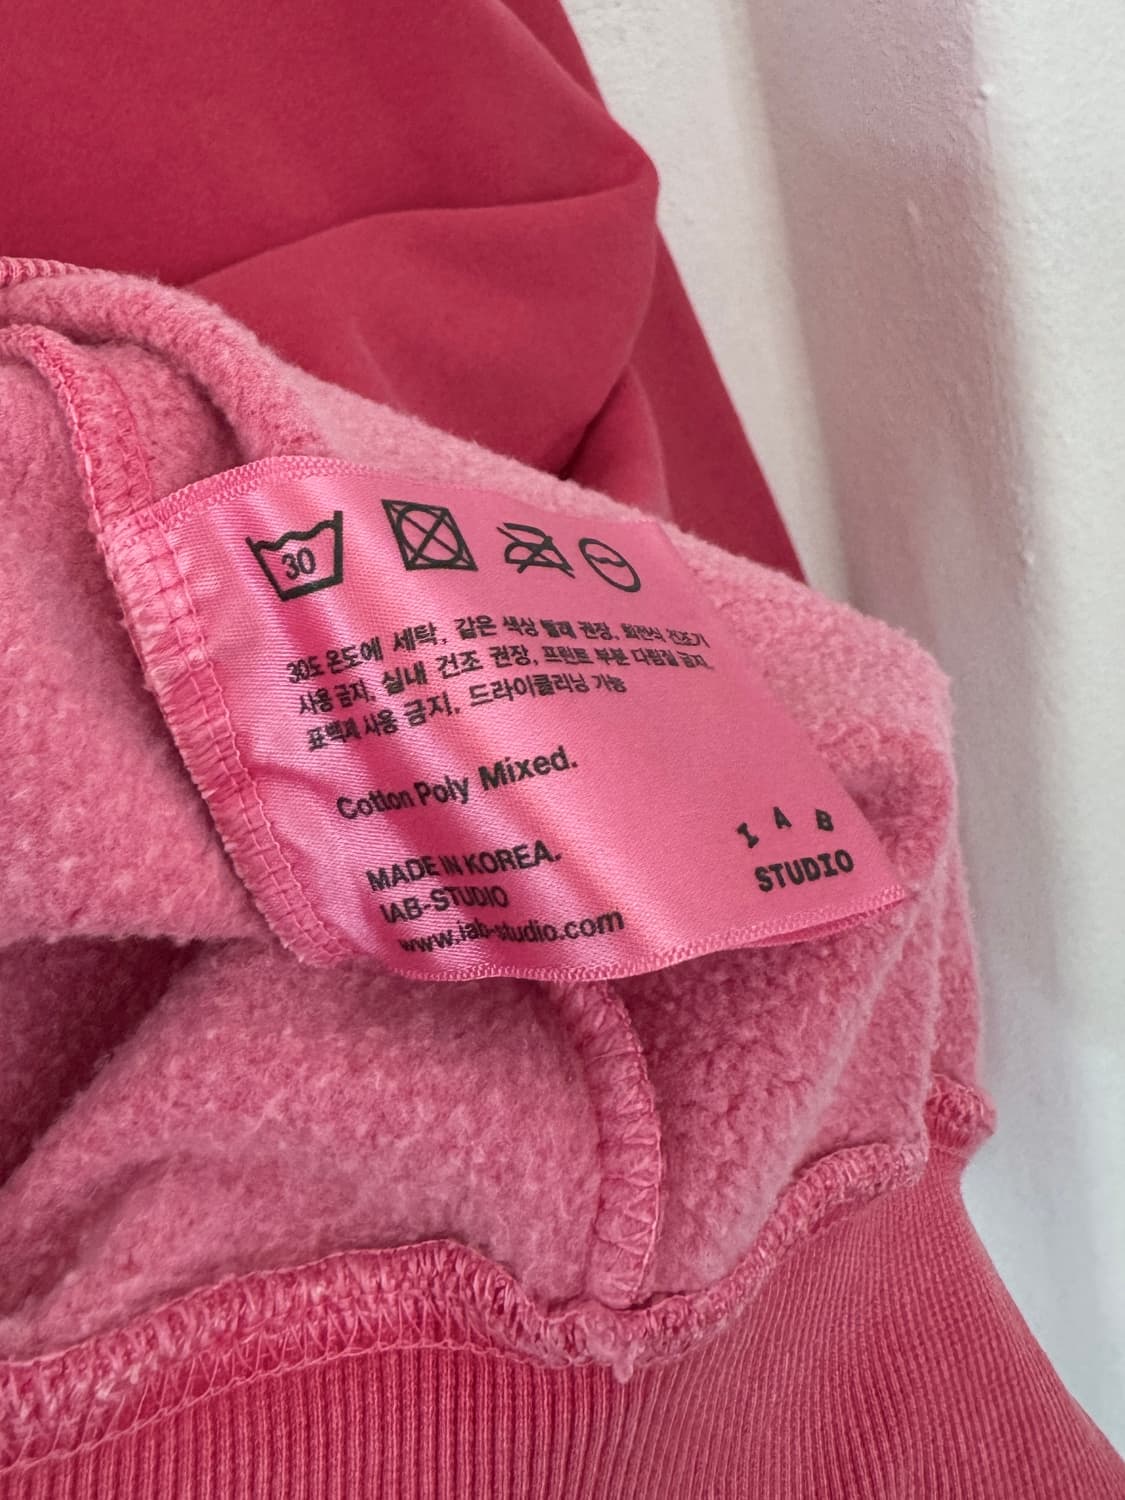 30
30도 온도에 세탁, 같은 색상 빨래 권장, 회전식 건조기
사용 금지, 실내 건조 권장, 프린트 부분 다림질 금지,
표백제 사용 금지, 드라이클리닝 가능
Cotton Poly Mixed.
MADE IN KOREA.
IAB-STUDIO
www.iab-studio.com
I A B
STUDIO